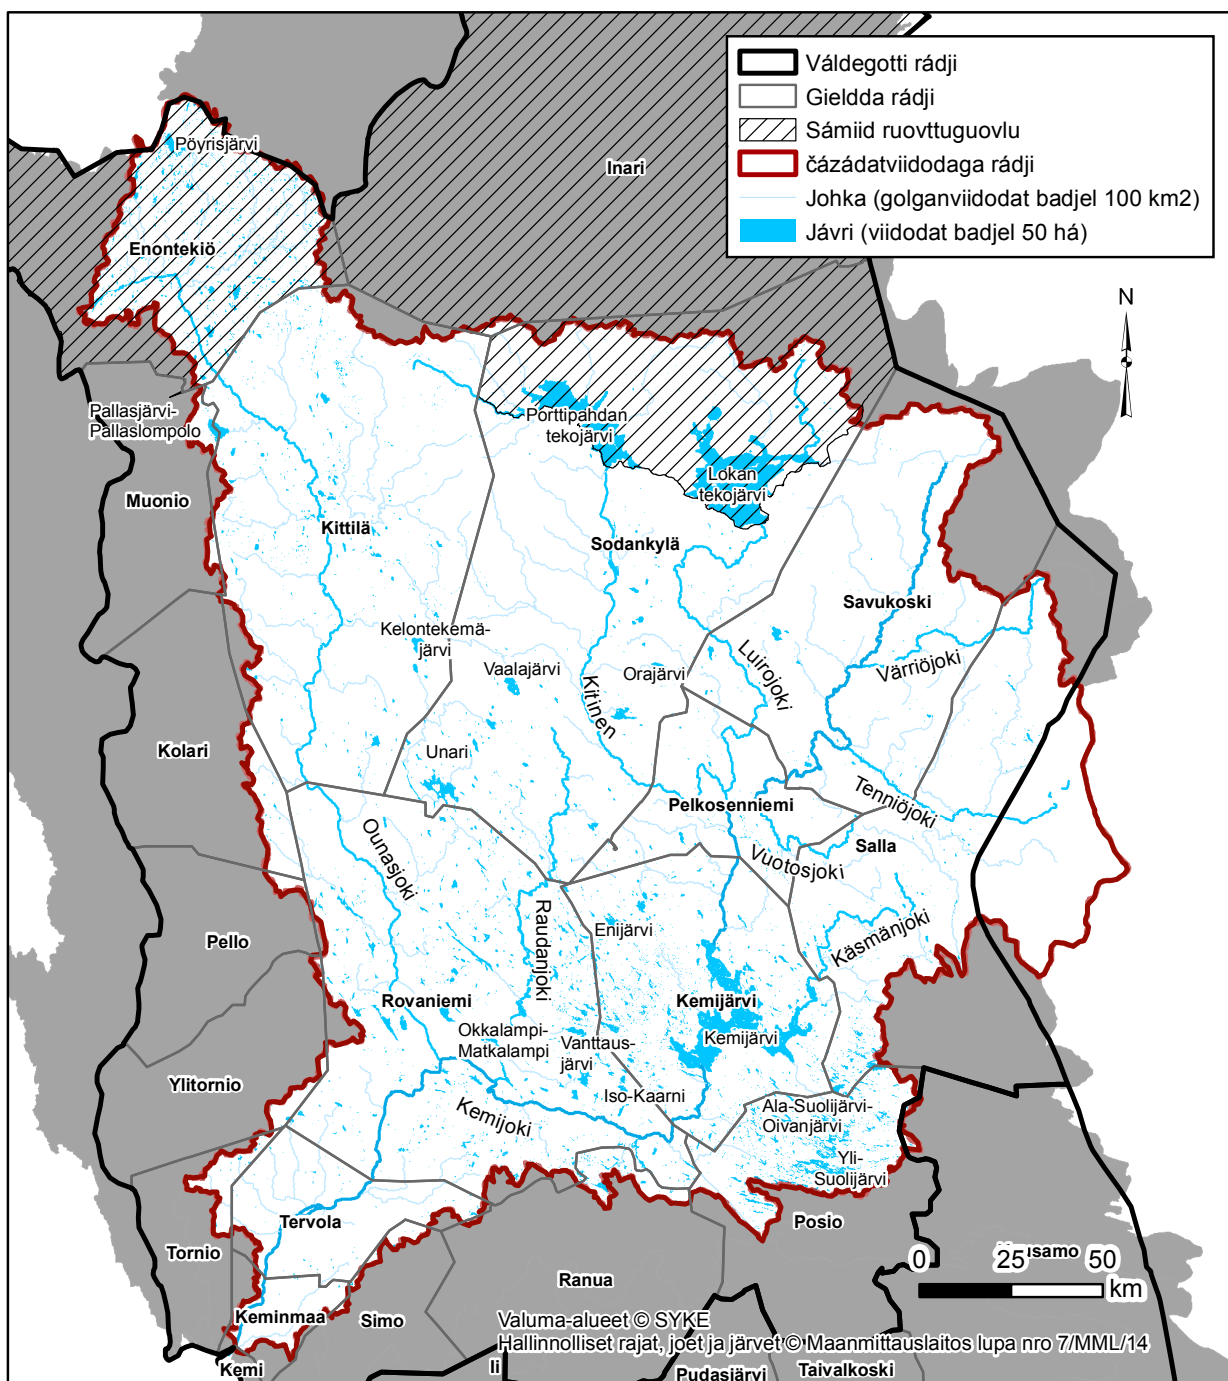 Váldegotti rádji
Gieldda rádji
Sámiid ruovttuguovlu
čázádatviidodaga rádji
Johka (golganviidodat badjel 100 km2)
Jávri (viidodat badjel 50 há)
Pöyrisjärvi
Inari
Enontekiö
N
Pallasjärvi-
Pallaslompolo
Porttipahdan
tekojärvi
Lokan
tekojärvi
Muonio
Kittilä
Sodankylä
Savukoski
Kelontekemä-
järvi
Vaalajärvi
Orajärvi
Luirojoki
Värriöjoki
Kitinen
Kolari
Unari
Pelkosenniemi
Tenniöjoki
Salla
Ounasjoki
Vuotosjoki
Raudanjoki
Enijärvi
Käsmänjoki
Pello
Rovaniemi
Kemijärvi
Okkalampi-
Matkalampi
Vanttaus-
järvi
Kemijärvi
Ylitornio
Iso-Kaarni
Kemijoki
Ala-Suolijärvi-
Oivanjärvi
Yli-
Suolijärvi
Tervola
Posio
Tornio
Ranua
0 25 50
km
Keminmaa
Simo
Valuma-alueet © SYKE
Hallinnolliset rajat, joet ja järvet © Maanmittauslaitos lupa nro 7/MML/14
Kemi
Ii
Pudasjärvi
Taivalkoski